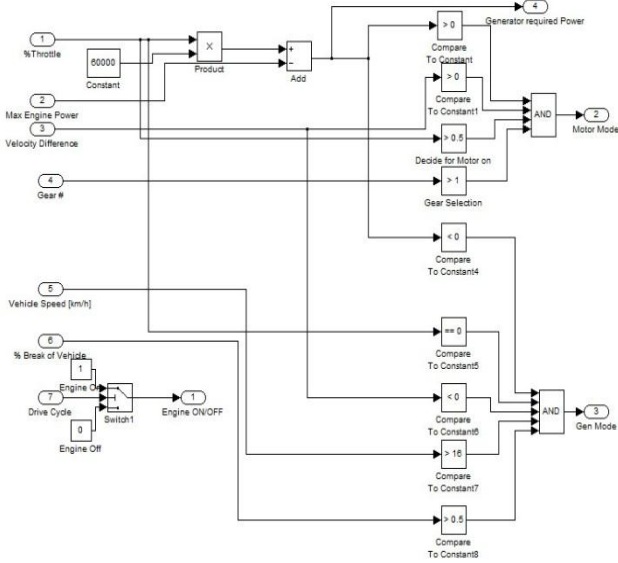 4
Generator required Power
> 0
Compare
To Constant
1
%Throttle
X
Product
60000
Constant
+
−
Add
2
Max Engine Power
> 0
Compare
To Constant1
3
Velocity Difference
AND
2
Motor Mode
> 0.5
Decide for Motor on
4
Gear #
> 1
Gear Selection
< 0
Compare
To Constant4
5
Vehicle Speed [km/h]
== 0
Compare
To Constant5
6
% Break of Vehicle
1
7
Drive Cycle
Switch1
1
Engine ON/OFF
0
Engine Off
< 0
Compare
To Constant6
AND
3
Gen Mode
> 16
Compare
To Constant7
> 0.5
Compare
To Constant8